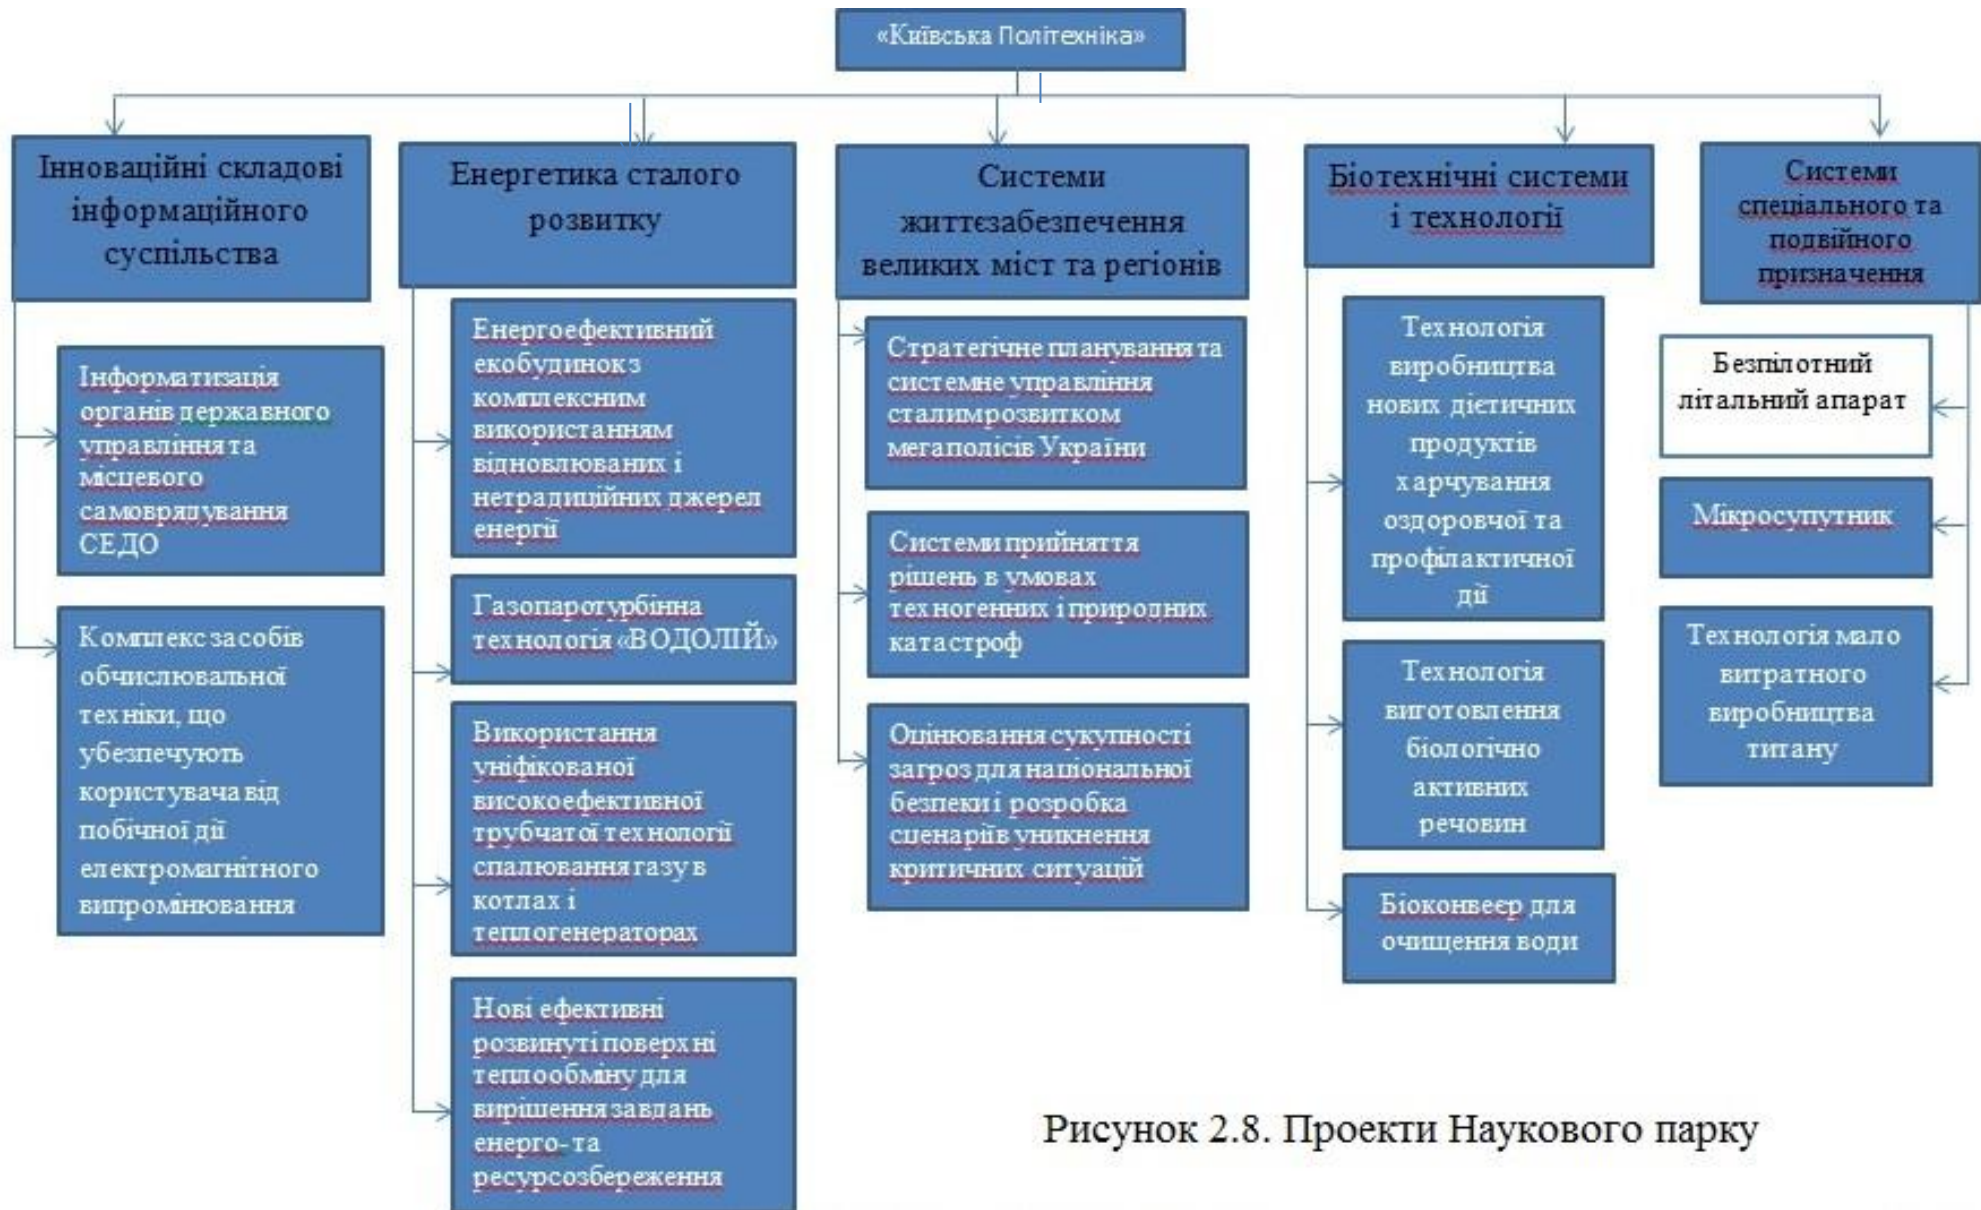 «Київська Політехніка»
Інноваційні складові
інформаційного
суспільства
Інформатизація
органів державного
управління та
місцевого
самоврядування
СЕДО
Комплекс засобів
обчислювальної
техніки, що
убезпечують
користувача від
побічної дії
електромагнітного
випромінювання
Енергетика сталого
розвитку
Енергоефективний
екобудинок з
комплексним
використанням
відновлюваних і
нетрадиційних джерел
енергії
Газопаротурбінна
технологія «ВОДОЛІЙ»
Використання
уніфікованої
високоефективної
трубчатої технології
спалювання газу в
котлах і
теплогенераторах
Нові ефективні
розвинуті поверхні
теплообміну для
вирішення завдань
енерго- та
ресурсозбереження
Системи
життєзабезпечення
великих міст та регіонів
Стратегічне планування та
системне управління
сталим розвитком
мегаполісів України
Системи прийняття
рішень в умовах
техногенних і природних
катастроф
Оцінювання сукупності
загроз для національної
безпеки і розробка
сценаріїв уникнення
критичних ситуацій
Біотехнічні системи
і технології
Технологія
виробництва
нових дієтичних
продуктів
харчування
оздоровчої та
профілактичної
дії
Технологія
виготовлення
біологічно
активних
речовин
Біоконвеєр для
очищення води
Системи
спеціального та
подвійного
призначення
Безпілотний
літальний апарат
Мікросупутник
Технологія мало
витратного
виробництва
титану
Рисунок 2.8. Проекти Наукового парку